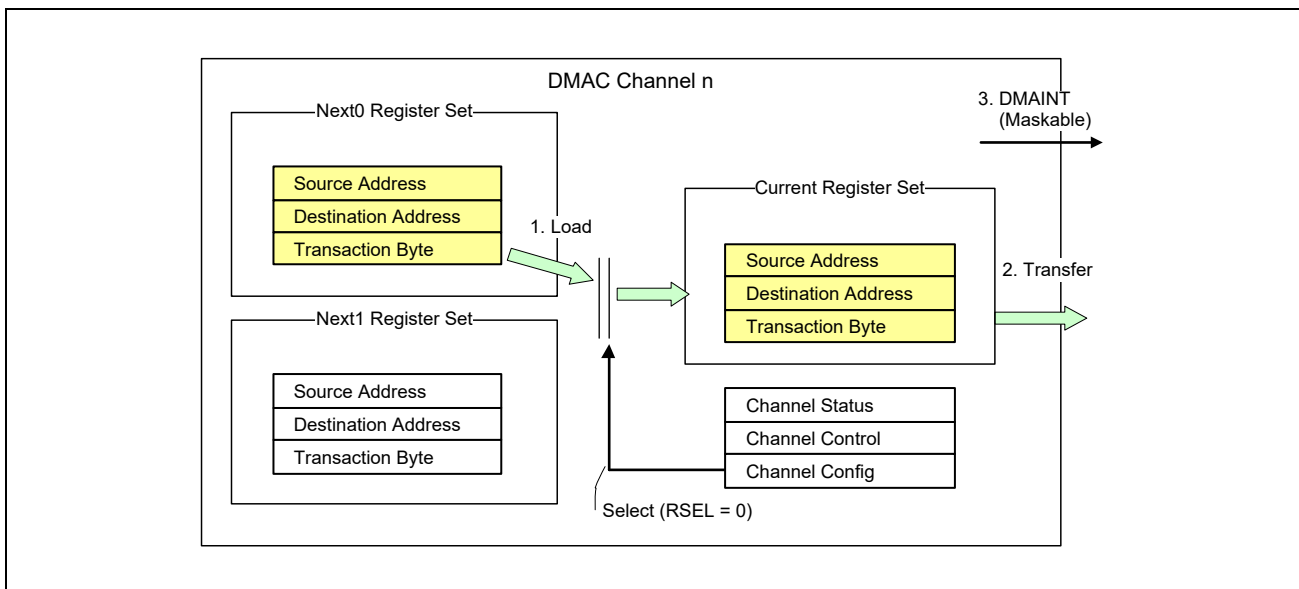 DMAC Channel n
Next0 Register Set
Source Address
Destination Address
Transaction Byte
1. Load
Next1 Register Set
Source Address
Destination Address
Transaction Byte
Select (RSEL = 0)
Current Register Set
Source Address
Destination Address
Transaction Byte
Channel Status
Channel Control
Channel Config
2. Transfer
3. DMAINT
(Maskable)